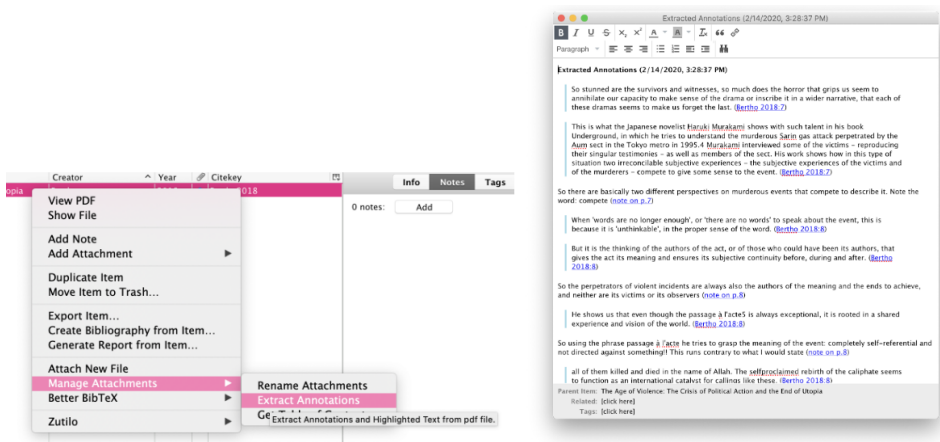 Creator Year Citekey
opia 2018
Info Notes Tags
0 notes: Add
View PDF
Show File
Add Note
Add Attachment
Duplicate Item
Move Item to Trash...
Export Item...
Create Bibliography from Item...
Generate Report from Item...
Attach New File
Manage Attachments
Better BibTeX
Zutilo
Rename Attachments
Extract Annotations
Extract Annotations and Highlighted Text from pdf file.
Extracted Annotations (2/14/2020, 3:28:37 PM)
B I U S X, X² A A Tx
Paragraph
Extracted Annotations (2/14/2020, 3:28:37 PM)
So stunned are the survivors and witnesses, so much does the horror that grips us seem to
annihilate our capacity to make sense of the drama or inscribe it in a wider narrative, that each of
these dramas seems to make us forget the last. (Bertho 2018:7)
This is what the Japanese novelist Haruki Murakami shows with such talent in his book
Underground, in which he tries to understand the murderous Sarin gas attack perpetrated by the
Aum sect in the Tokyo metro in 1995.4 Murakami interviewed some of the victims – reproducing
their singular testimonies – as well as members of the sect. His work shows how in this type of
situation two irreconcilable subjective experiences – the subjective experiences of the victims and
of the murderers – compete to give some sense to the event. (Bertho 2018:7)
So there are basically two different perspectives on murderous events that compete to describe it. Note the
word: compete (note on p.7)
When 'words are no longer enough', or 'there are no words' to speak about the event, this is
because it is 'unthinkable', in the proper sense of the word. (Bertho 2018:8)
But it is the thinking of the authors of the act, or of those who could have been its authors, that
gives the act its meaning and ensures its subjective continuity before, during and after. (Bertho
2018:8)
So the perpetrators of violent incidents are always also the authors of the meaning and the ends to achieve,
and neither are its victims or its observers (note on p.8)
He shows us that even though the passage à l'acte5 is always exceptional, it is rooted in a shared
experience and vision of the world. (Bertho 2018:8)
So using the phrase passage à l'acte he tries to grasp the meaning of the event: completely self-referential and
not directed against something!! This runs contrary to what I would state (note on p.8)
all of them killed and died in the name of Allah. The selfproclaimed rebirth of the caliphate seems
to function as an international catalyst for callings like these. (Bertho 2018:8)
Parent Item: The Age of Violence: The Crisis of Political Action and the End of Utopia
Related: [click here]
Tags: [click here]